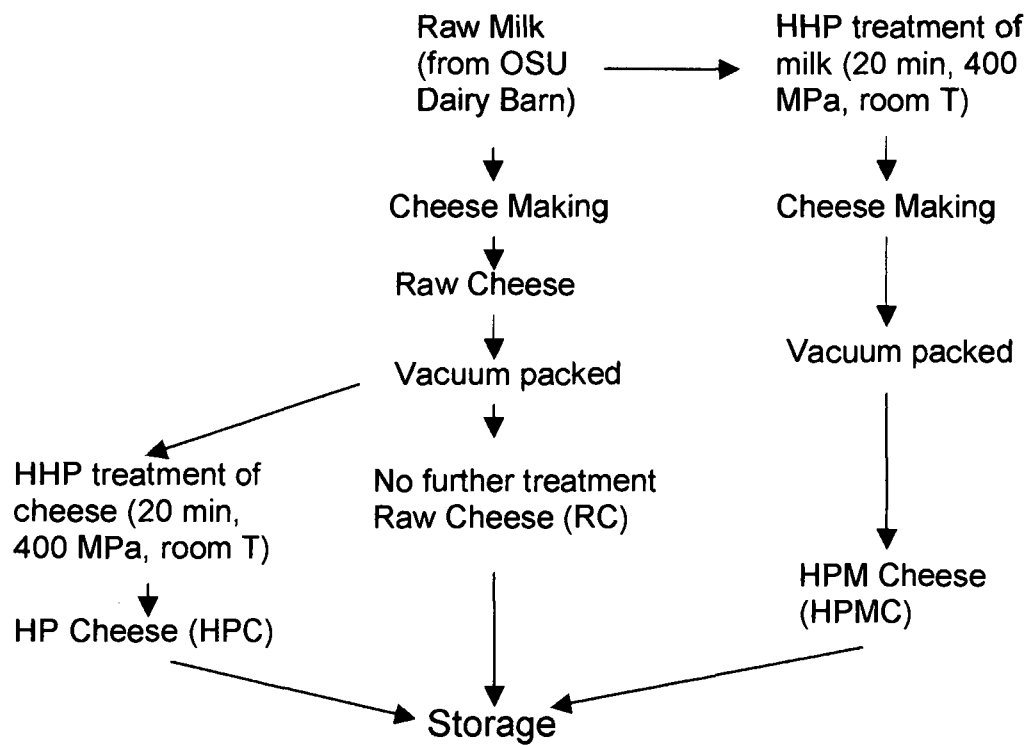 Raw Milk
(from OSU
Dairy Barn)
HHP treatment of
milk (20 min, 400
MPa, room T)
Cheese Making
Cheese Making
Raw Cheese
Vacuum packed
Vacuum packed
HHP treatment of
cheese (20 min,
400 MPa, room T)
No further treatment
Raw Cheese (RC)
HPM Cheese
(HPMC)
HP Cheese (HPC)
Storage